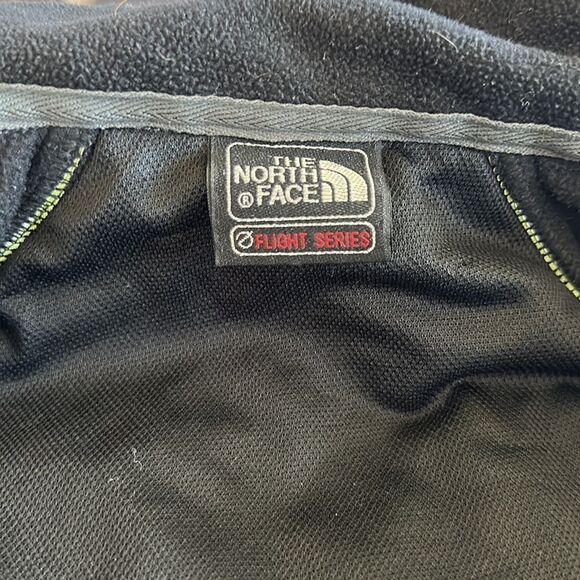 THE
NORTH
® FACE
FLIGHT SERIES